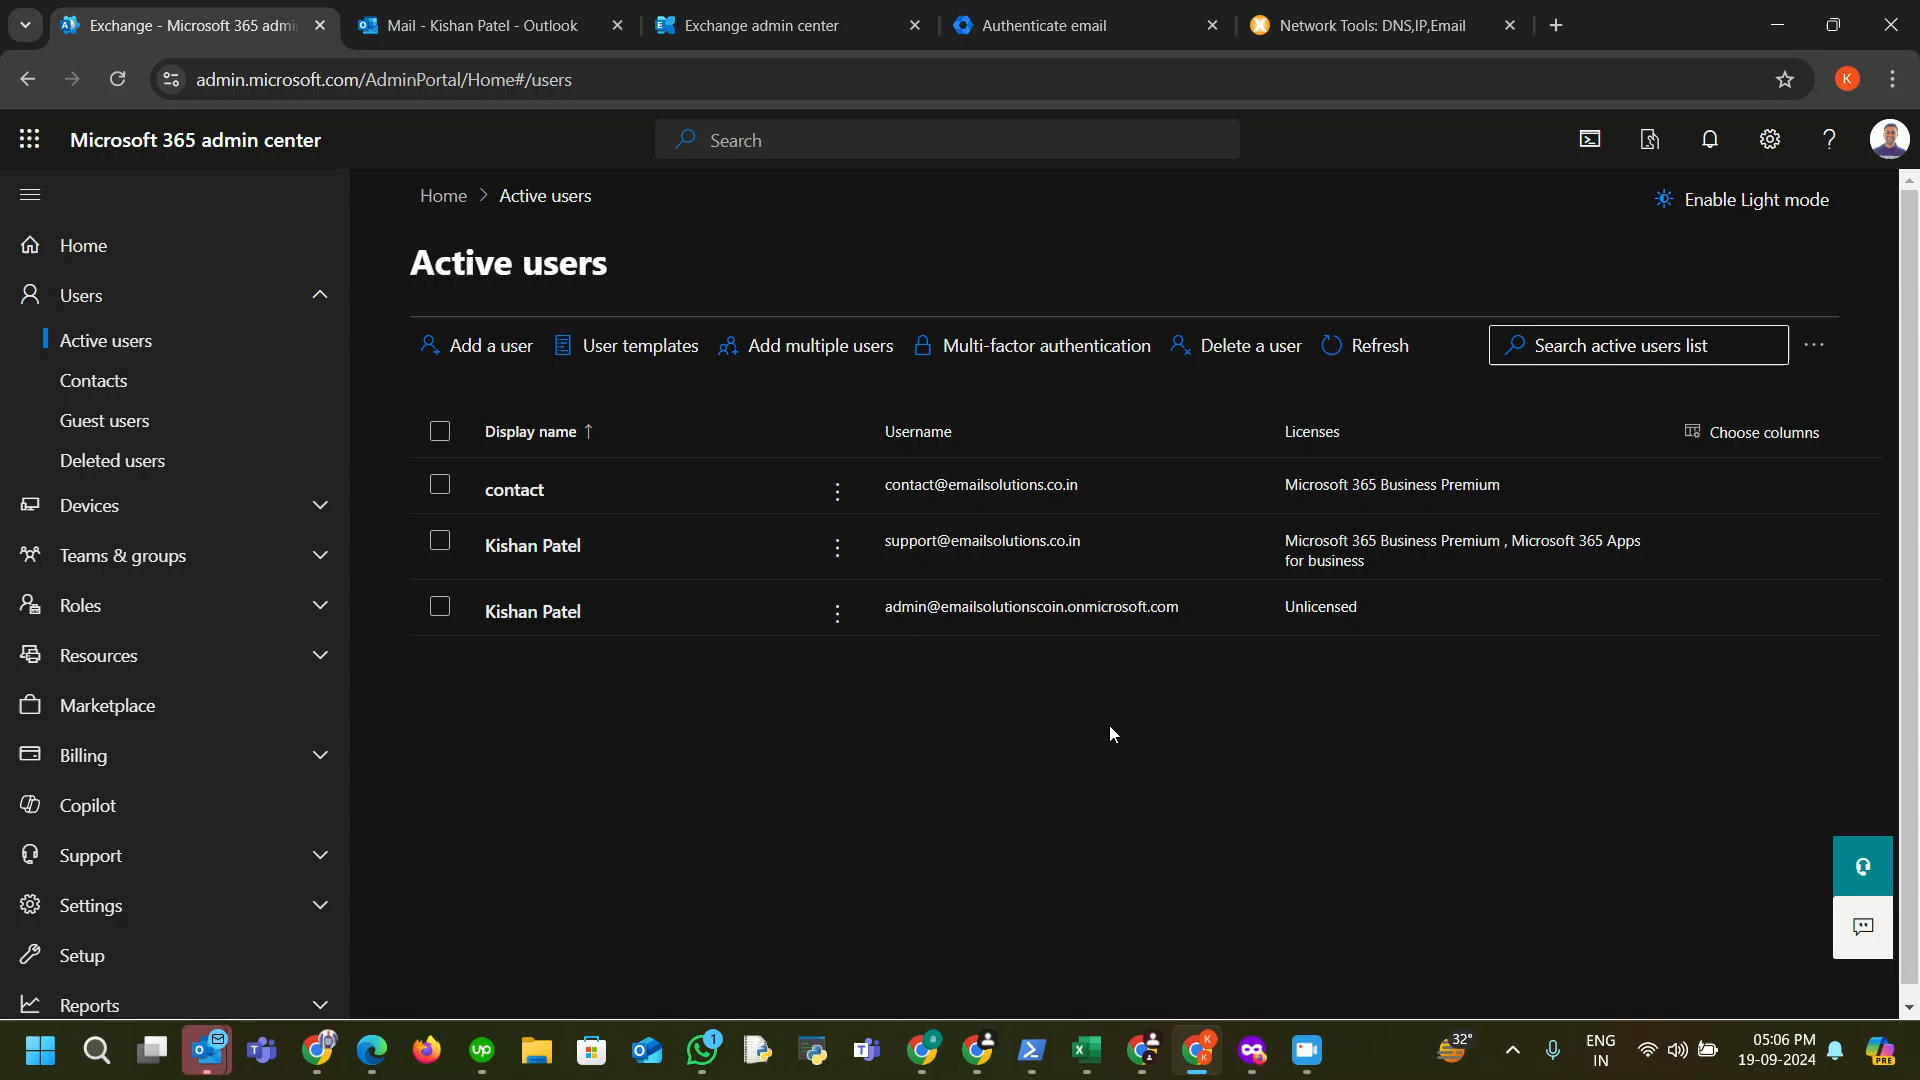 Exchange - Microsoft 365 admi
Mail - Kishan Patel - Outlook
Exchange admin center
Authenticate email
Network Tools: DNS,IP,Email
admin.microsoft.com/AdminPortal/Home#/users
K
Microsoft 365 admin center
Search
Home > Active users
Enable Light mode
Home
Users
Active users
Contacts
Guest users
Deleted users
Devices
Teams & groups
Roles
Resources
Marketplace
Billing
Copilot
Support
Settings
Setup
Reports
Active users
Add a user
User templates
Add multiple users
Multi-factor authentication
Delete a user
Refresh
Search active users list
Display name ↑
Username
Licenses
Choose columns
contact
contact@emailsolutions.co.in
Microsoft 365 Business Premium
Kishan Patel
support@emailsolutions.co.in
Microsoft 365 Business Premium , Microsoft 365 Apps
for business
Kishan Patel
admin@emailsolutionscoin.onmicrosoft.com
Unlicensed
up
1
a
K
32°
ENG
IN
05:06 PM
19-09-2024
PRE